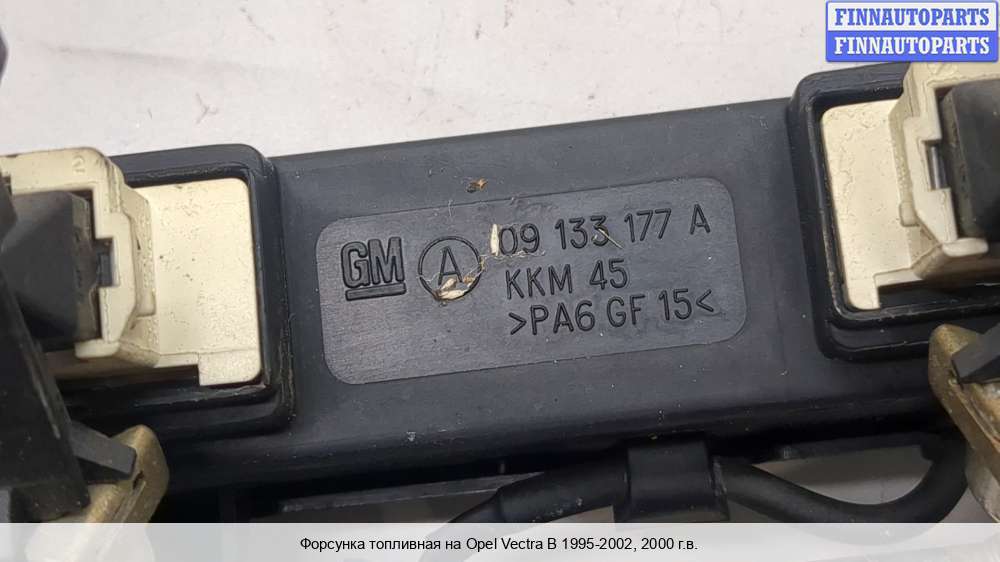 FINNAUTOPARTS
FINNAUTOPARTS
GM A 09 133 177 A
KKM 45
>PA6 GF 15<
2
Форсунка топливная на Opel Vectra B 1995-2002, 2000 г.в.